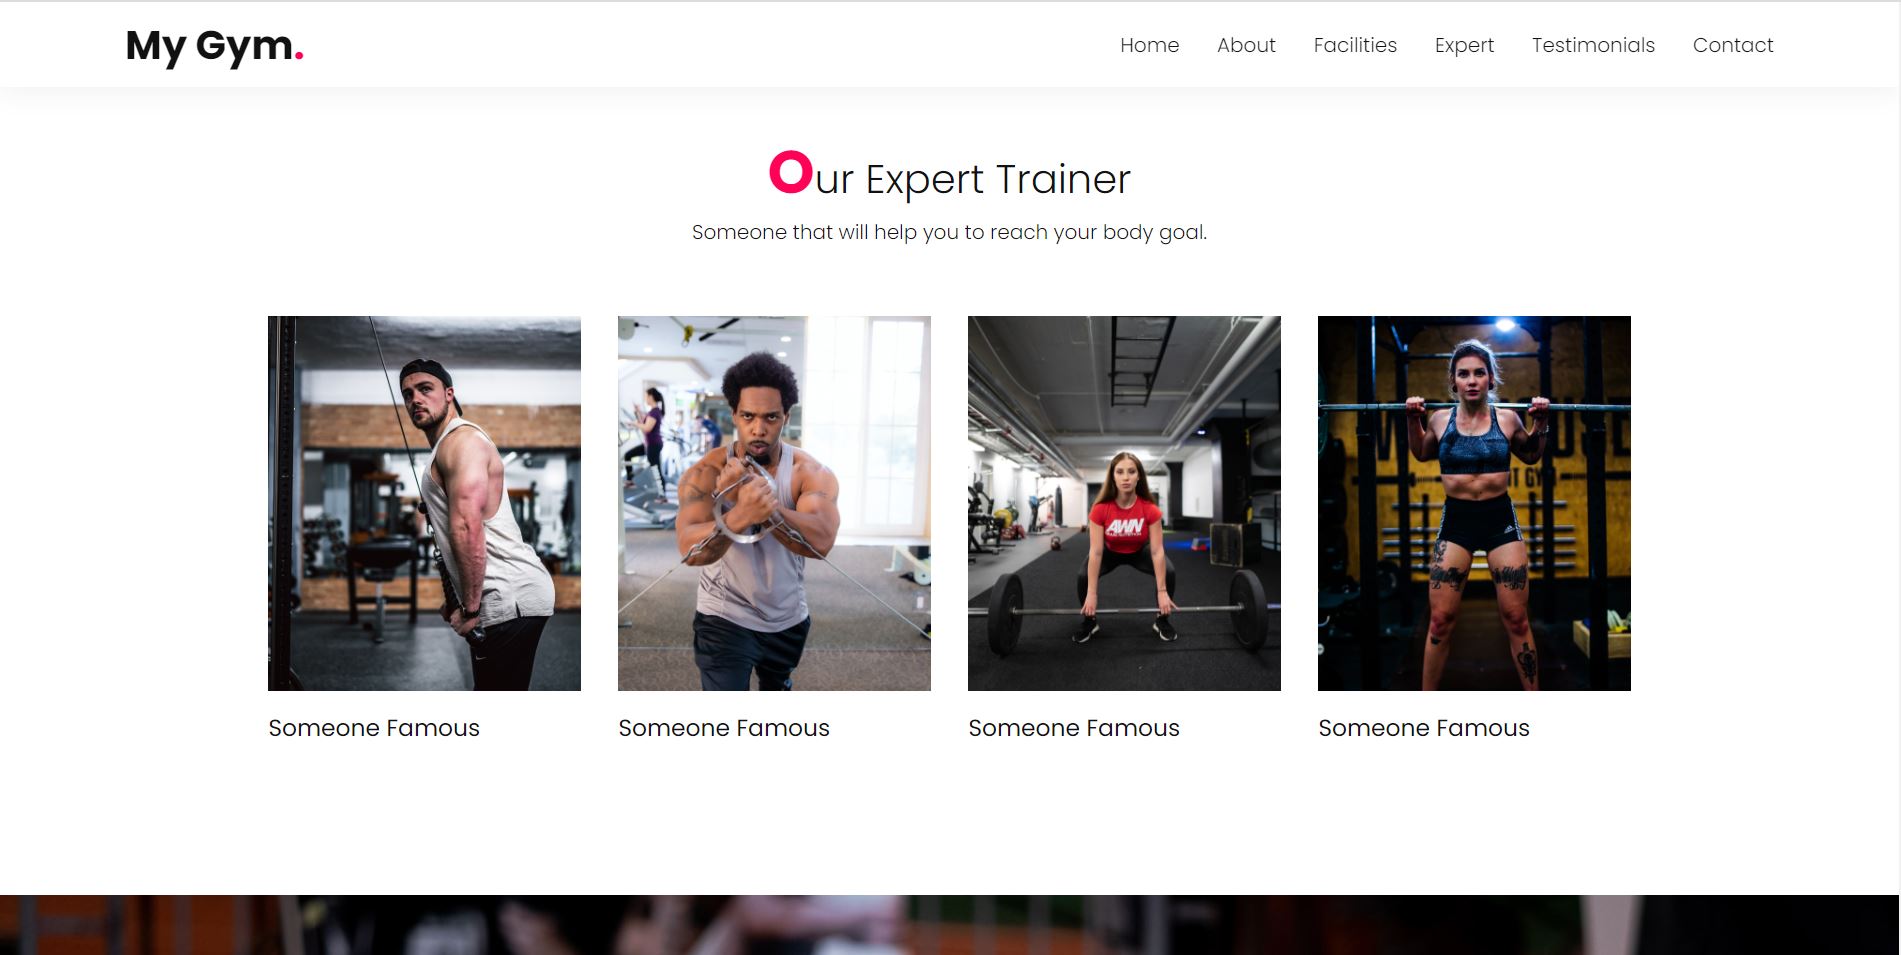 My Gym.
Home About Facilities Expert Testimonials Contact
Our Expert Trainer
Someone that will help you to reach your body goal.
AWN
Someone Famous
Someone Famous
Someone Famous
Someone Famous